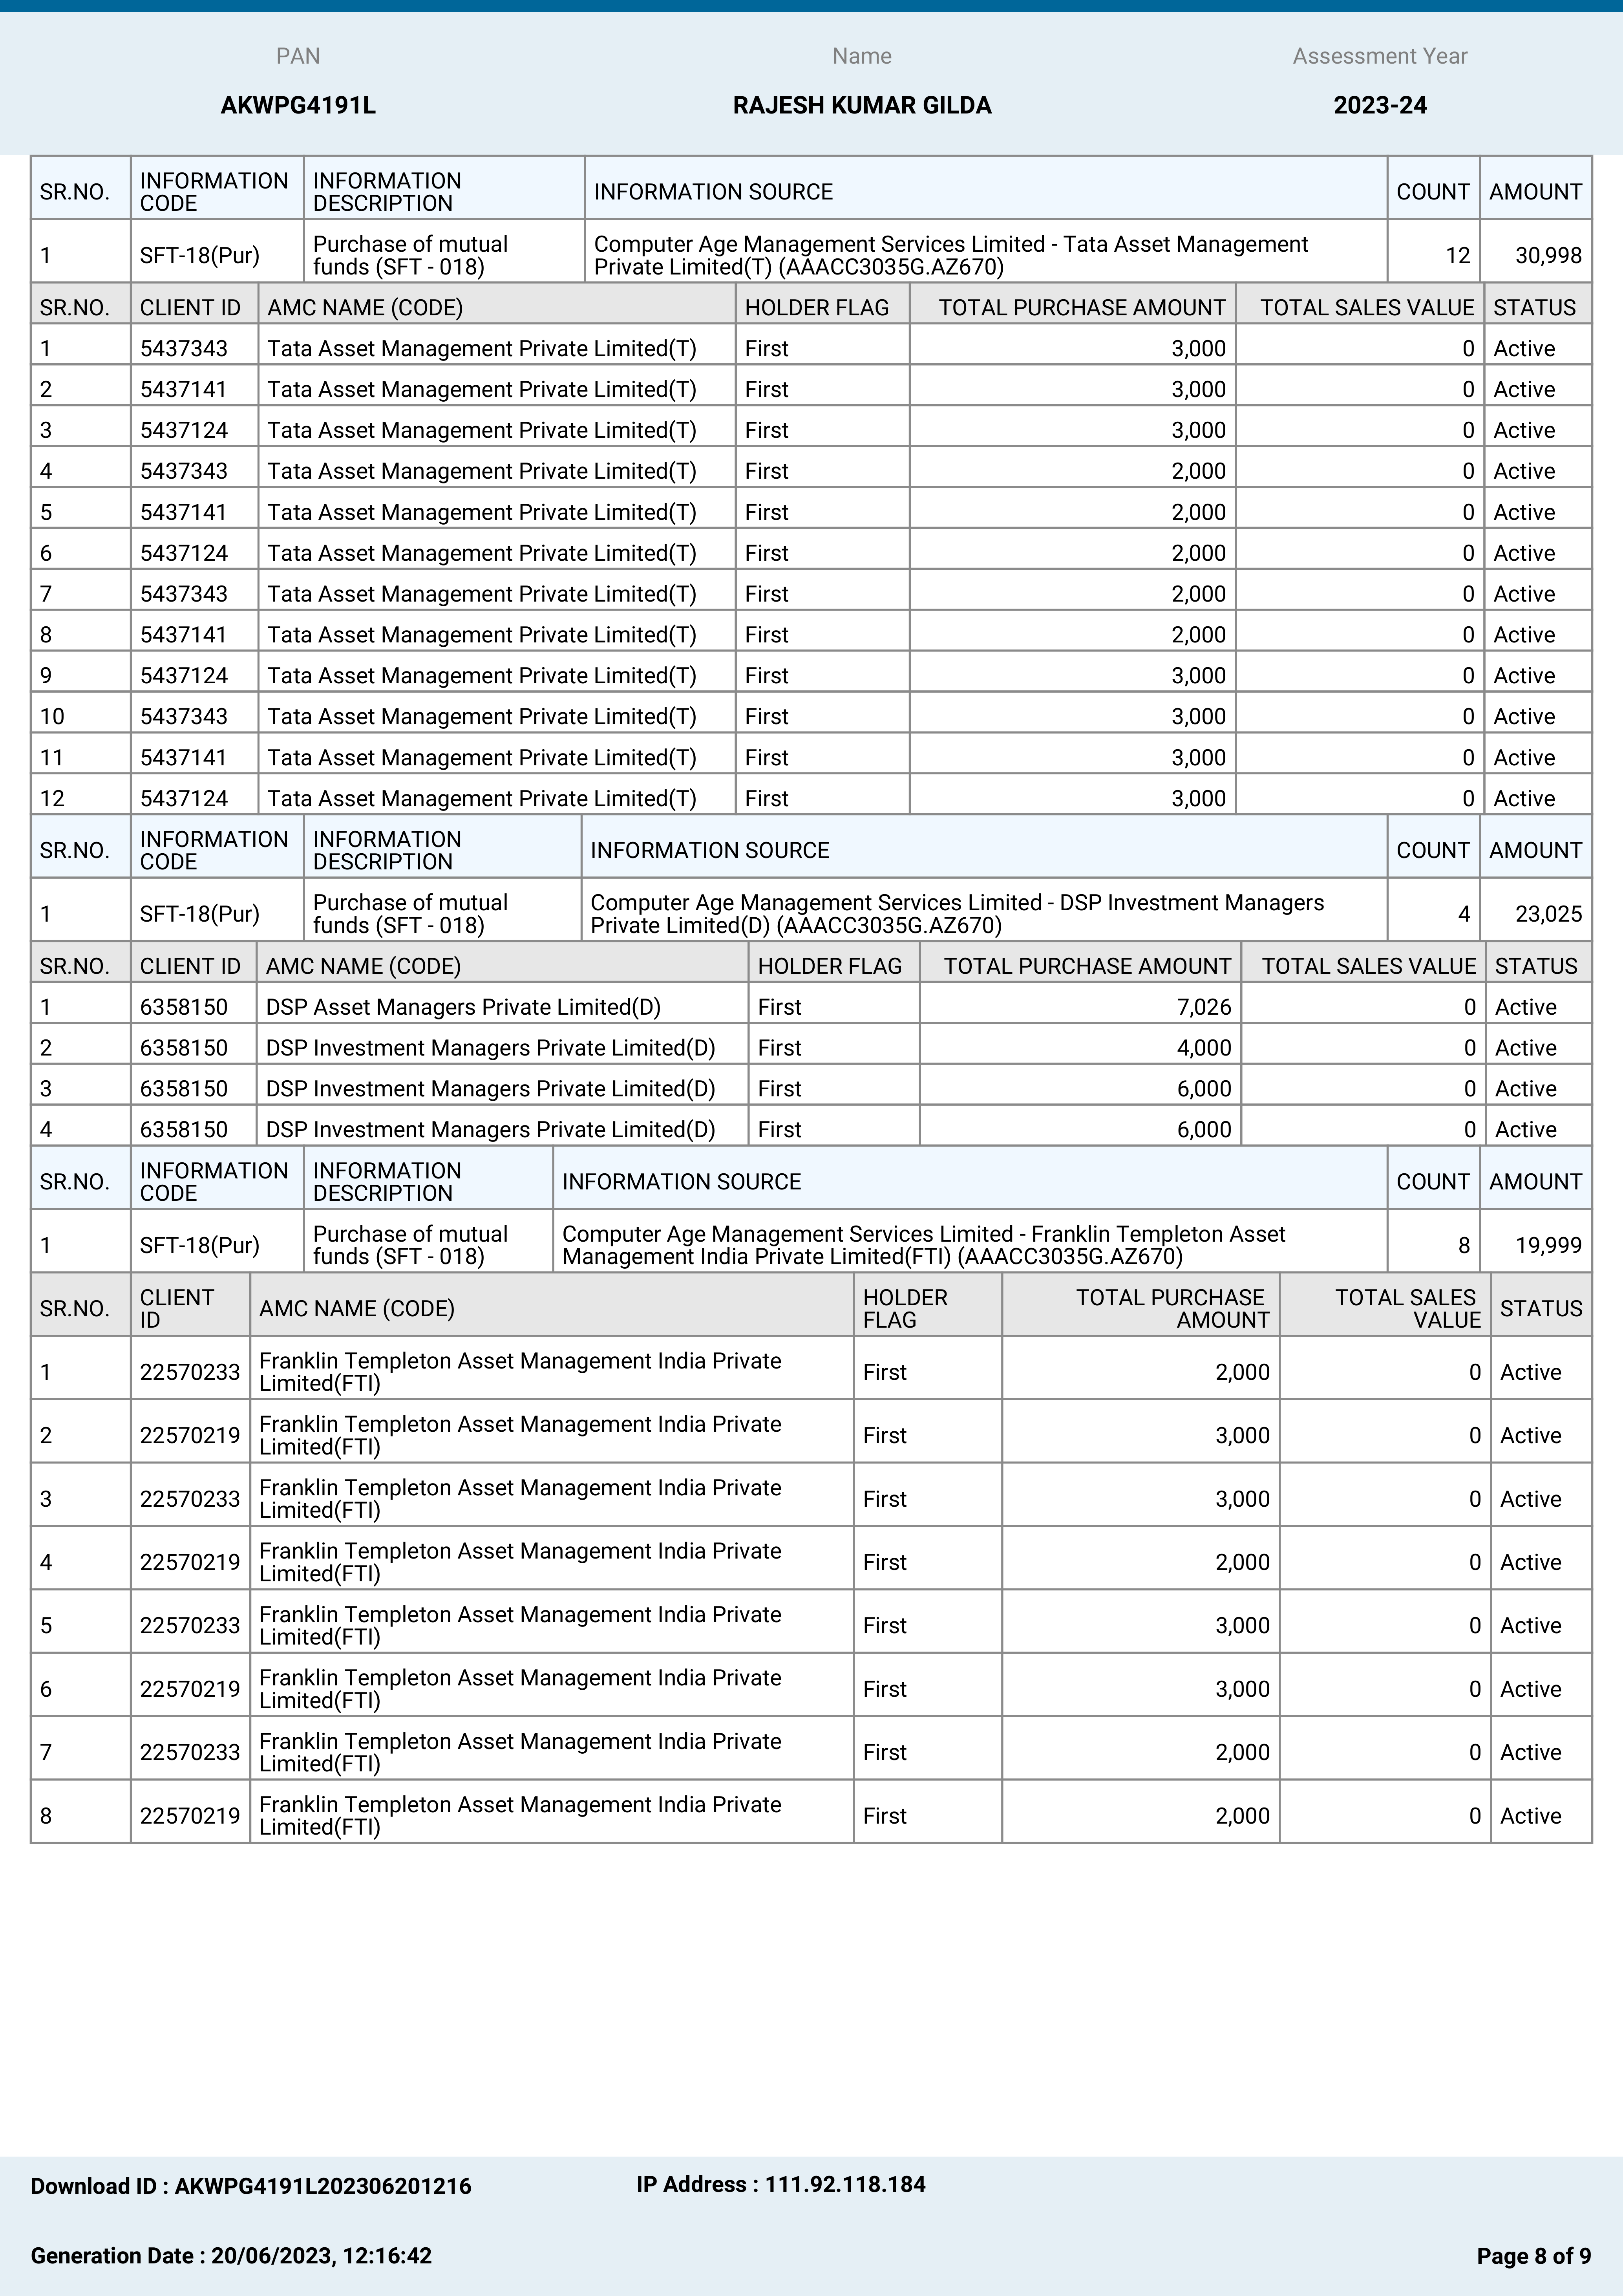 PAN Name Assessment Year
AKWPG4191L RAJESH KUMAR GILDA 2023-24
SR.NO. INFORMATION CODE INFORMATION DESCRIPTION INFORMATION SOURCE COUNT AMOUNT
1 SFT-18(Pur) Purchase of mutual funds (SFT - 018) Computer Age Management Services Limited - Tata Asset Management Private Limited(T) (AAACC3035G.AZ670) 12 30,998
SR.NO. CLIENT ID AMC NAME (CODE) HOLDER FLAG TOTAL PURCHASE AMOUNT TOTAL SALES VALUE STATUS
1 5437343 Tata Asset Management Private Limited(T) First 3,000 0 Active
2 5437141 Tata Asset Management Private Limited(T) First 3,000 0 Active
3 5437124 Tata Asset Management Private Limited(T) First 3,000 0 Active
4 5437343 Tata Asset Management Private Limited(T) First 2,000 0 Active
5 5437141 Tata Asset Management Private Limited(T) First 2,000 0 Active
6 5437124 Tata Asset Management Private Limited(T) First 2,000 0 Active
7 5437343 Tata Asset Management Private Limited(T) First 2,000 0 Active
8 5437141 Tata Asset Management Private Limited(T) First 2,000 0 Active
9 5437124 Tata Asset Management Private Limited(T) First 3,000 0 Active
10 5437343 Tata Asset Management Private Limited(T) First 3,000 0 Active
11 5437141 Tata Asset Management Private Limited(T) First 3,000 0 Active
12 5437124 Tata Asset Management Private Limited(T) First 3,000 0 Active
SR.NO. INFORMATION CODE INFORMATION DESCRIPTION INFORMATION SOURCE COUNT AMOUNT
1 SFT-18(Pur) Purchase of mutual funds (SFT - 018) Computer Age Management Services Limited - DSP Investment Managers Private Limited(D) (AAACC3035G.AZ670) 4 23,025
SR.NO. CLIENT ID AMC NAME (CODE) HOLDER FLAG TOTAL PURCHASE AMOUNT TOTAL SALES VALUE STATUS
1 6358150 DSP Asset Managers Private Limited(D) First 7,026 0 Active
2 6358150 DSP Investment Managers Private Limited(D) First 4,000 0 Active
3 6358150 DSP Investment Managers Private Limited(D) First 6,000 0 Active
4 6358150 DSP Investment Managers Private Limited(D) First 6,000 0 Active
SR.NO. INFORMATION CODE INFORMATION DESCRIPTION INFORMATION SOURCE COUNT AMOUNT
1 SFT-18(Pur) Purchase of mutual funds (SFT - 018) Computer Age Management Services Limited - Franklin Templeton Asset Management India Private Limited(FTI) (AAACC3035G.AZ670) 8 19,999
SR.NO. CLIENT ID AMC NAME (CODE) HOLDER FLAG TOTAL PURCHASE AMOUNT TOTAL SALES VALUE STATUS
1 22570233 Franklin Templeton Asset Management India Private Limited(FTI) First 2,000 0 Active
2 22570219 Franklin Templeton Asset Management India Private Limited(FTI) First 3,000 0 Active
3 22570233 Franklin Templeton Asset Management India Private Limited(FTI) First 3,000 0 Active
4 22570219 Franklin Templeton Asset Management India Private Limited(FTI) First 2,000 0 Active
5 22570233 Franklin Templeton Asset Management India Private Limited(FTI) First 3,000 0 Active
6 22570219 Franklin Templeton Asset Management India Private Limited(FTI) First 3,000 0 Active
7 22570233 Franklin Templeton Asset Management India Private Limited(FTI) First 2,000 0 Active
8 22570219 Franklin Templeton Asset Management India Private Limited(FTI) First 2,000 0 Active
Download ID : AKWPG4191L202306201216 IP Address : 111.92.118.184
Generation Date : 20/06/2023, 12:16:42 Page 8 of 9